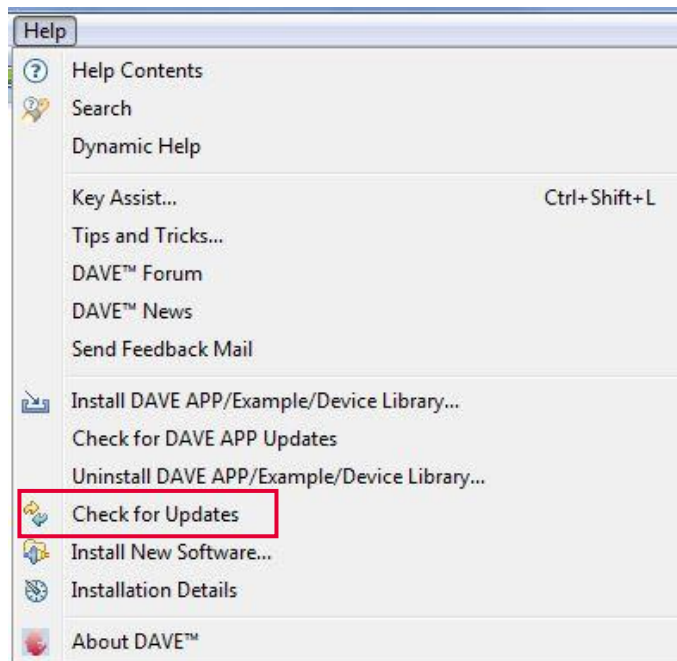 Help
Help Contents
Search
Dynamic Help
Key Assist... Ctrl+Shift+L
Tips and Tricks...
DAVE™ Forum
DAVE™ News
Send Feedback Mail
Install DAVE APP/Example/Device Library...
Check for DAVE APP Updates
Uninstall DAVE APP/Example/Device Library...
Check for Updates
Install New Software...
Installation Details
About DAVE™